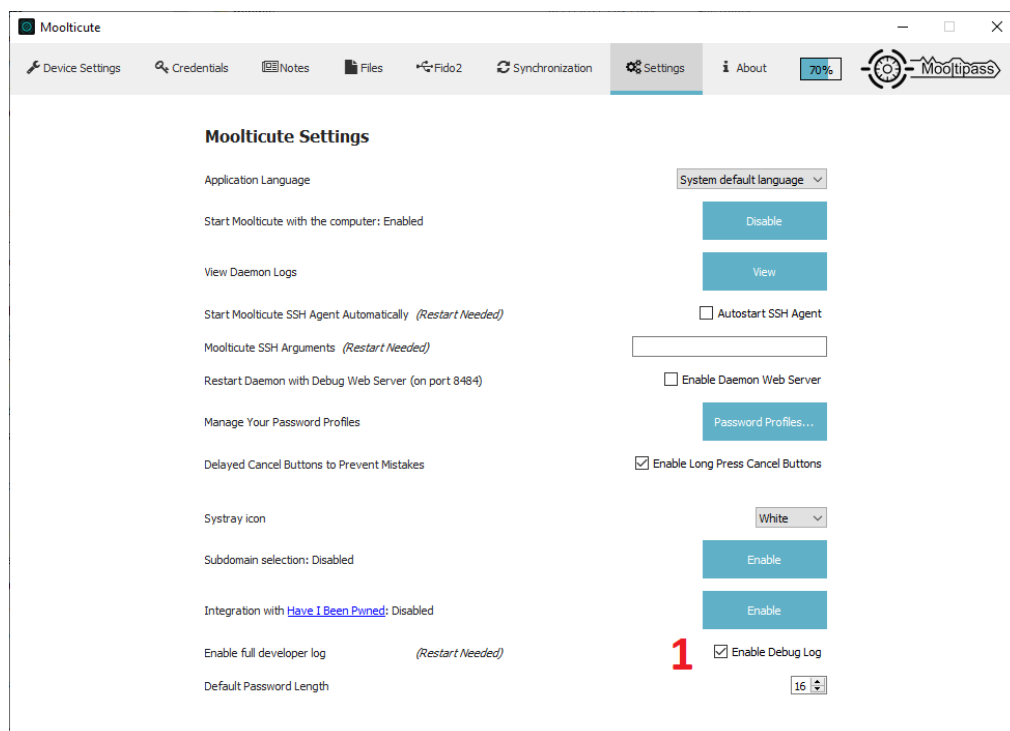 Moolticute
Device Settings Credentials Notes Files Fido2 Synchronization Settings About 70% Mooltipass
Moolticute Settings
Application Language System default language
Start Moolticute with the computer: Enabled Disable
View Daemon Logs View
Start Moolticute SSH Agent Automatically (Restart Needed) Autostart SSH Agent
Moolticute SSH Arguments (Restart Needed)
Restart Daemon with Debug Web Server (on port 8484) Enable Daemon Web Server
Manage Your Password Profiles Password Profiles...
Delayed Cancel Buttons to Prevent Mistakes Enable Long Press Cancel Buttons
Systray icon White
Subdomain selection: Disabled Enable
Integration with Have I Been Pwned: Disabled Enable
Enable full developer log (Restart Needed) 1 Enable Debug Log
Default Password Length 16